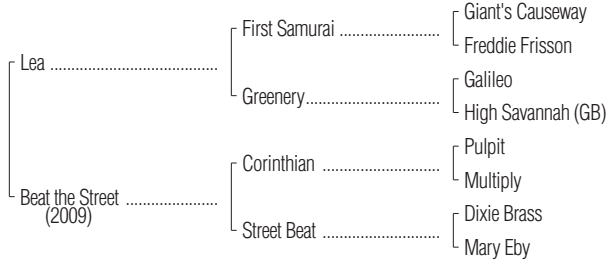 Giant's Causeway
First Samurai ........................
Freddie Frisson
Lea ........................................
Galileo
Greenery................................
High Savannah (GB)
Pulpit
Corinthian ............................
Multiply
Beat the Street ......................
(2009)
Dixie Brass
Street Beat ............................
Mary Eby